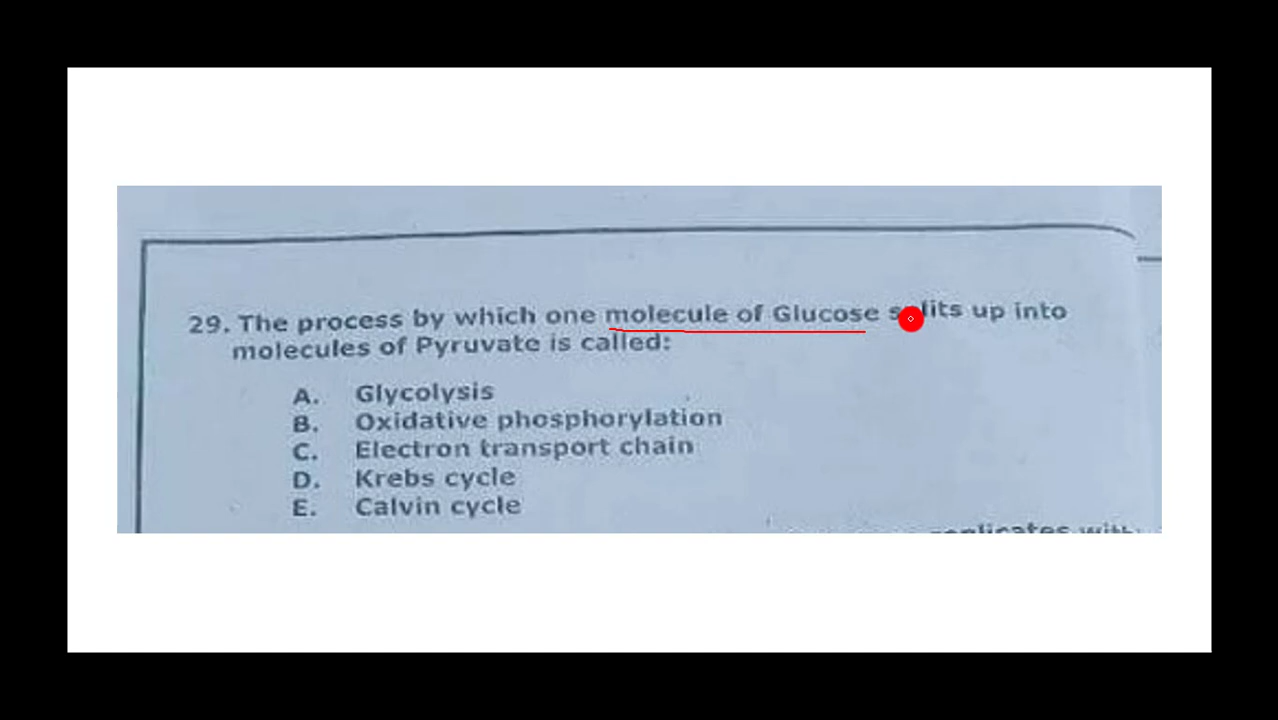 29. The process by which one molecule of Glucose splits up into
molecules of Pyruvate is called:
A. Glycolysis
B. Oxidative phosphorylation
C. Electron transport chain
D. Krebs cycle
E. Calvin cycle